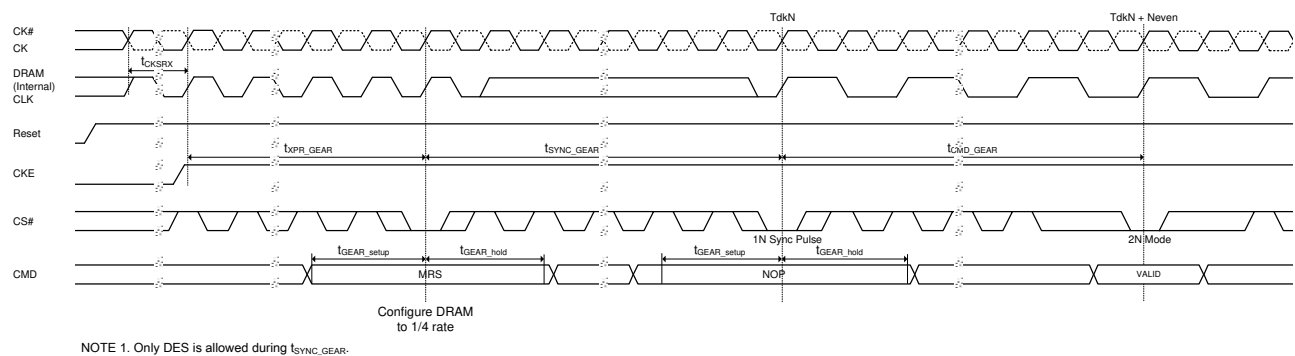 TdkN
TdkN + Neven
CK#
CK
tCKSRX
DRAM
(Internal)
CLK
Reset
tXPR_GEAR
tSYNC_GEAR
tCMD_GEAR
CKE
CS#
1N Sync Pulse
2N Mode
tGEAR_setup
tGEAR_hold
tGEAR_setup
tGEAR_hold
CMD
MRS
NOP
VALID
Configure DRAM
to 1/4 rate
NOTE 1. Only DES is allowed during tSYNC_GEAR.